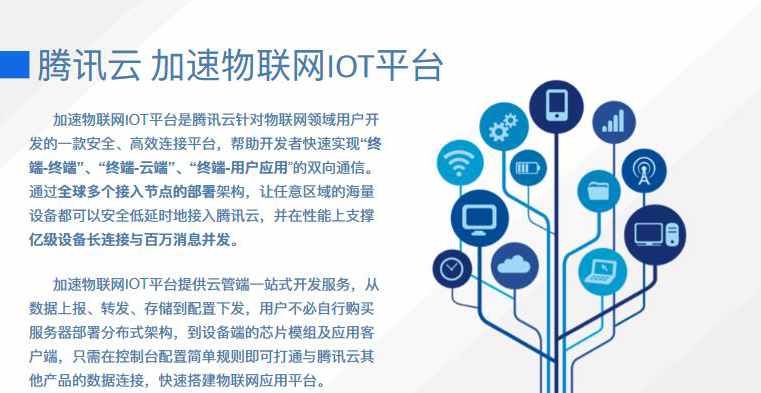 腾讯云 加速物联网IOT平台
加速物联网IOT平台是腾讯云针对物联网领域用户开
发的一款安全、高效连接平台，帮助开发者快速实现“终
端-终端”、“终端-云端”、“终端-用户应用”的双向通信。
通过全球多个接入节点的部署架构，让任意区域的海量
设备都可以安全低延时地接入腾讯云，并在性能上支撑
亿级设备长连接与百万消息并发。
加速物联网IOT平台提供云管端一站式开发服务，从
数据上报、转发、存储到配置下发，用户不必自行购买
服务器部署分布式架构，到设备端的芯片模组及应用客
户端，只需在控制台配置简单规则即可打通与腾讯云其
他产品的数据连接，快速搭建物联网应用平台。